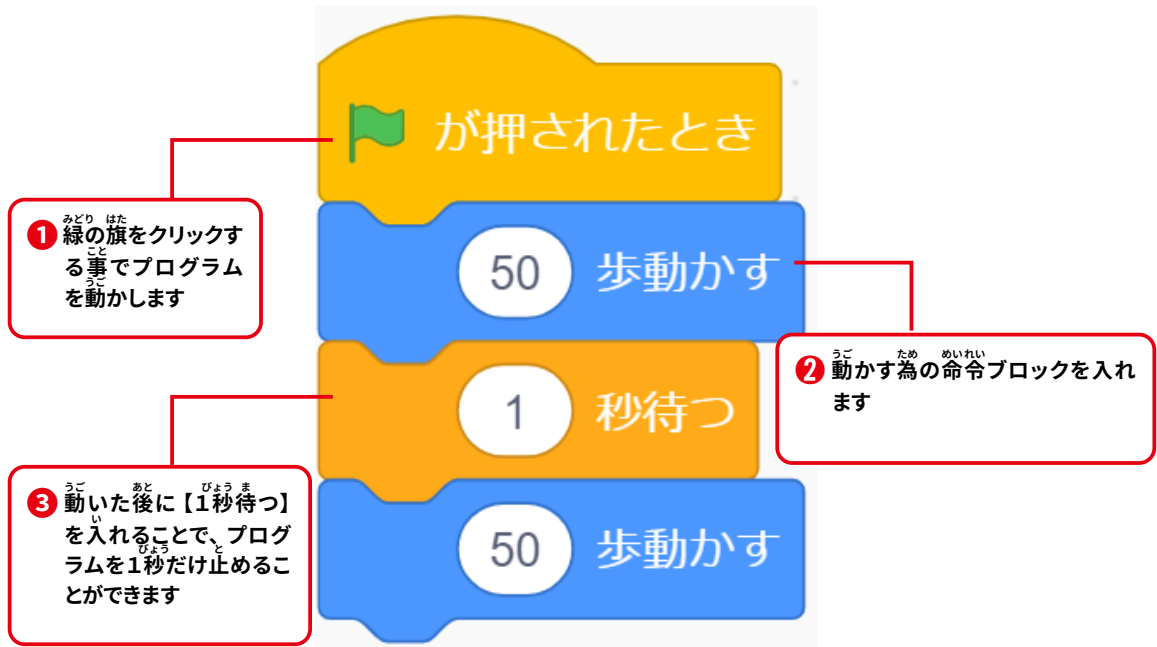 が押されたとき
❶緑の旗をクリックす
る事でプログラム
を動かします
50 歩動かす
❷動かす為の命令ブロックを入れ
ます
1 秒待つ
❸動いた後に【1秒待つ】
を入れることで、プログ
ラムを1秒だけ止めるこ
とができます
50 歩動かす